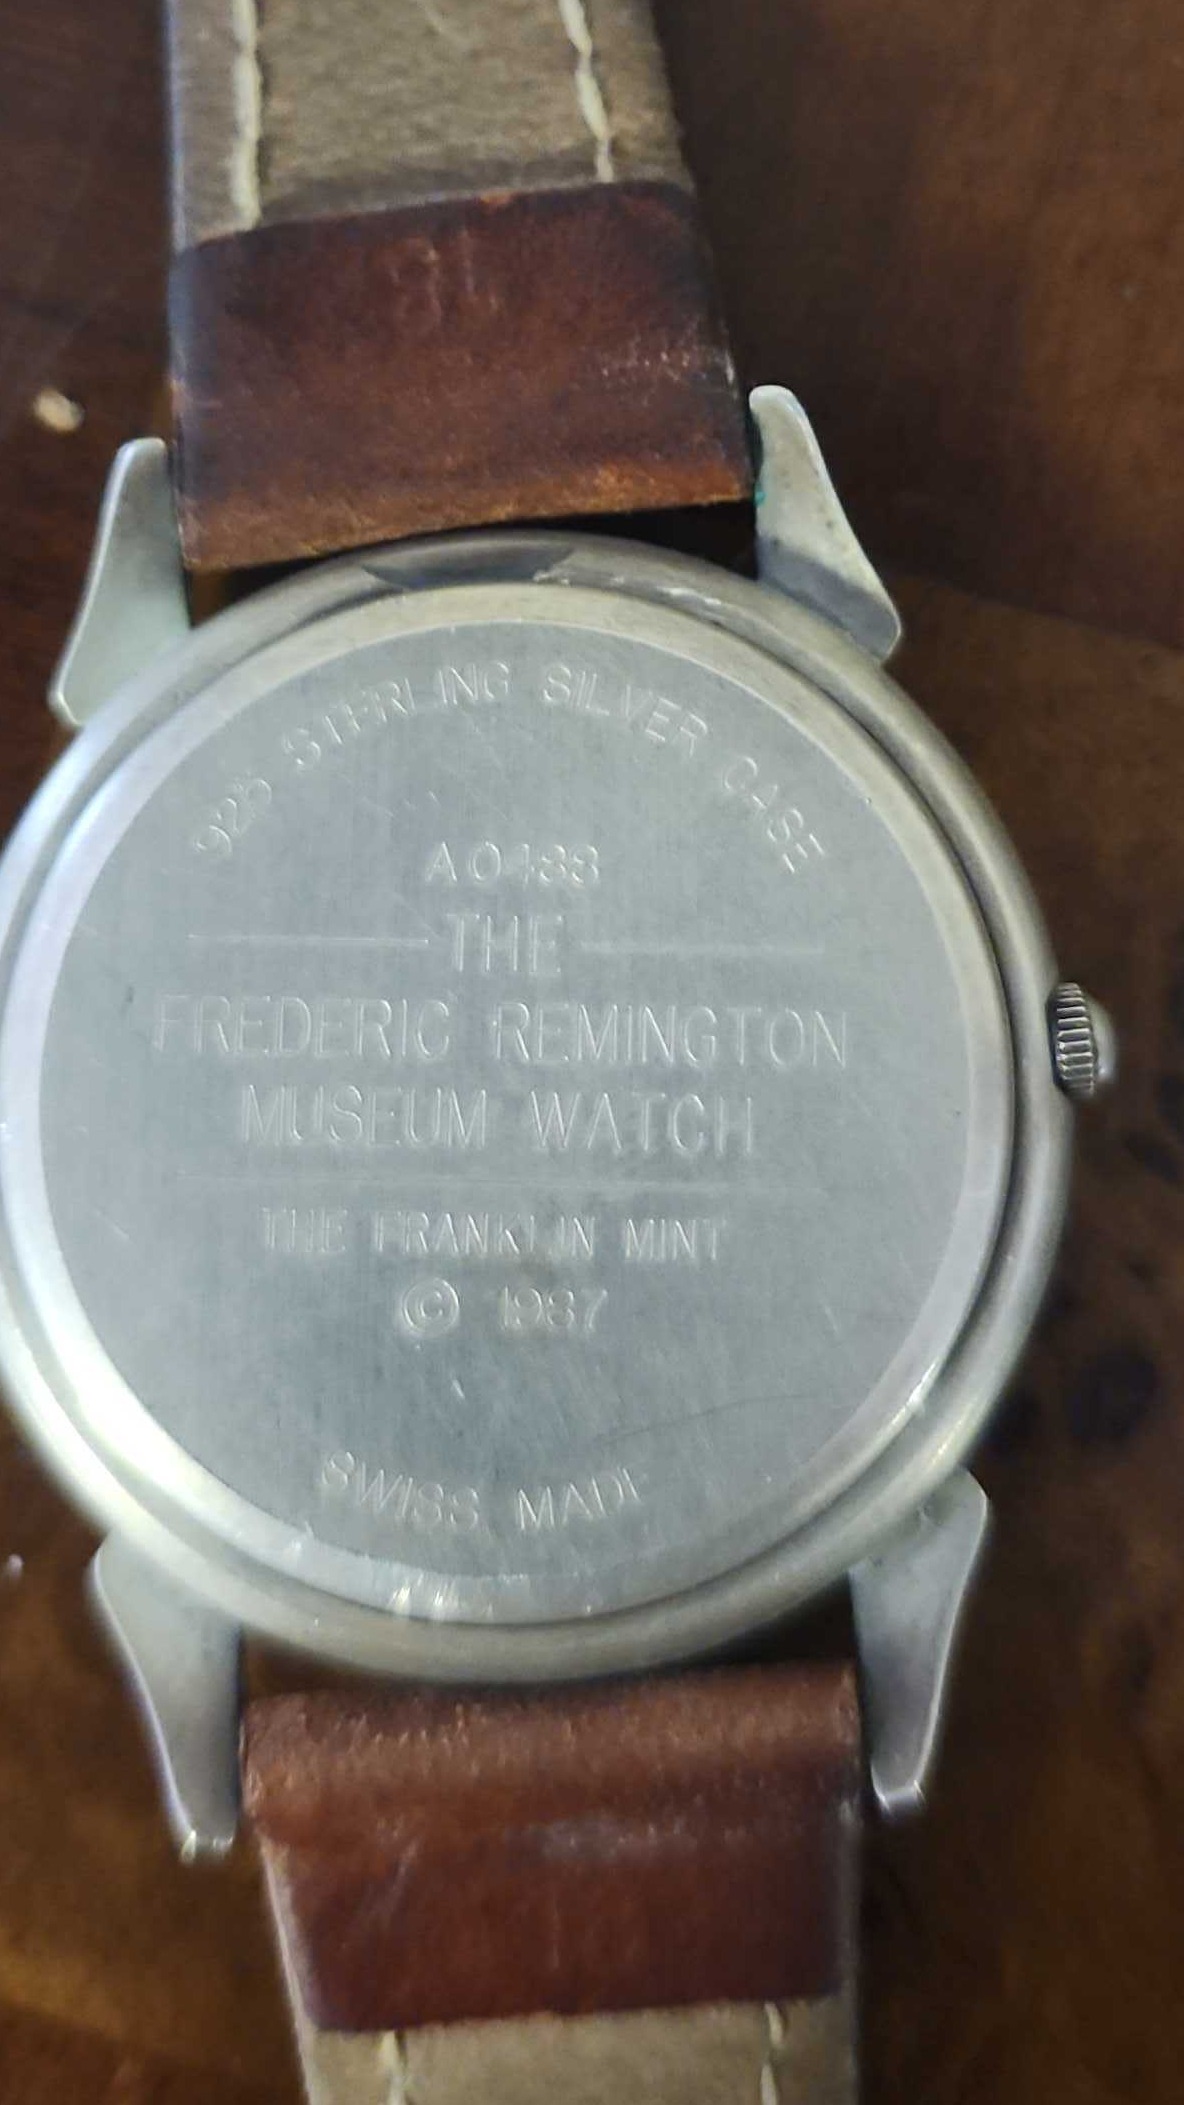 925 STERLING SILVER CASE
A0488
THE
FREDERIC REMINGTON
MUSEUM WATCH
THE FRANKLIN MINT
© 1987
SWISS MADE